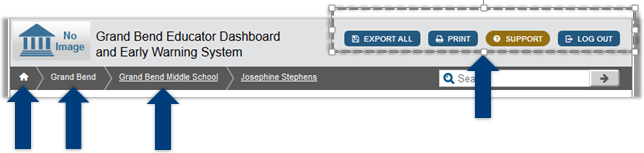 No
Image
Grand Bend Educator Dashboard
and Early Warning System
EXPORT ALL
PRINT
SUPPORT
LOG OUT
Grand Bend
Grand Bend Middle School
Josephine Stephens
Sea